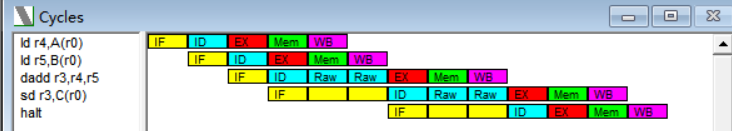 Cycles
ld r4,A(r0) IF ID EX Mem WB
ld r5,B(r0) IF ID EX Mem WB
dadd r3,r4,r5 IF ID Raw Raw EX Mem WB
sd r3,C(r0) IF ID Raw Raw EX Mem WB
halt IF ID EX Mem WB